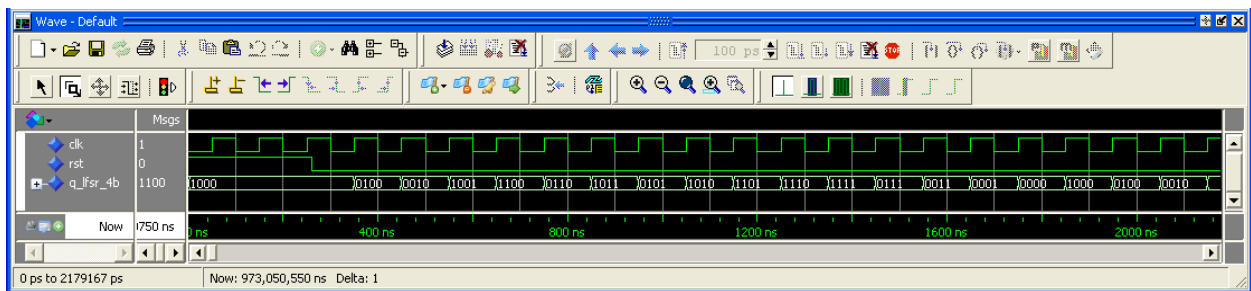 Wave - Default
100 ps
Msgs
clk 1
rst 0
q_lfsr_4b 1100 1000 0100 0010 1001 1100 0110 1011 0101 1010 1101 1110 1111 0111 0011 0001 0000 1000 0100 0010
Now 750 ns 0 ns 400 ns 800 ns 1200 ns 1600 ns 2000 ns
0 ps to 2179167 ps Now: 973,050,550 ns Delta: 1